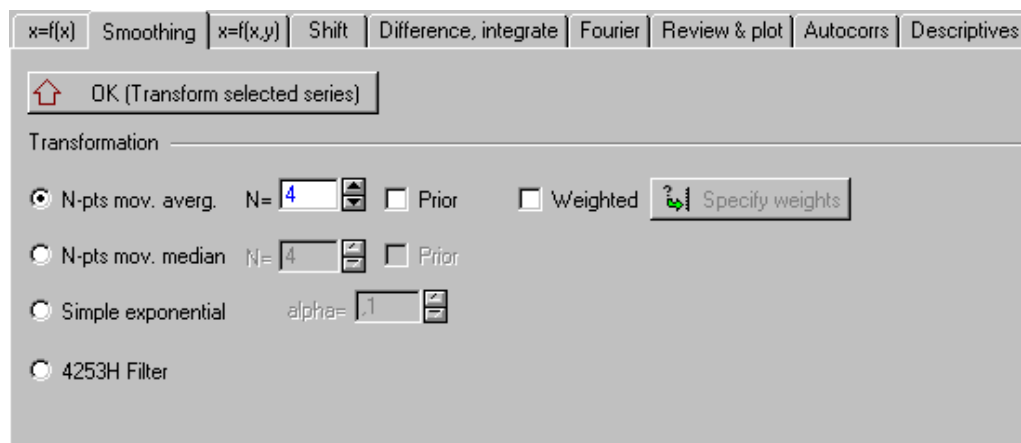 x=f(x) Smoothing x=f(x,y) Shift Difference, integrate Fourier Review & plot Autocorrs Descriptives
OK (Transform selected series)
Transformation
N-pts mov. averg. N= 4 Prior Weighted Specify weights
N-pts mov. median N= 4 Prior
Simple exponential alpha= ,1
4253H Filter